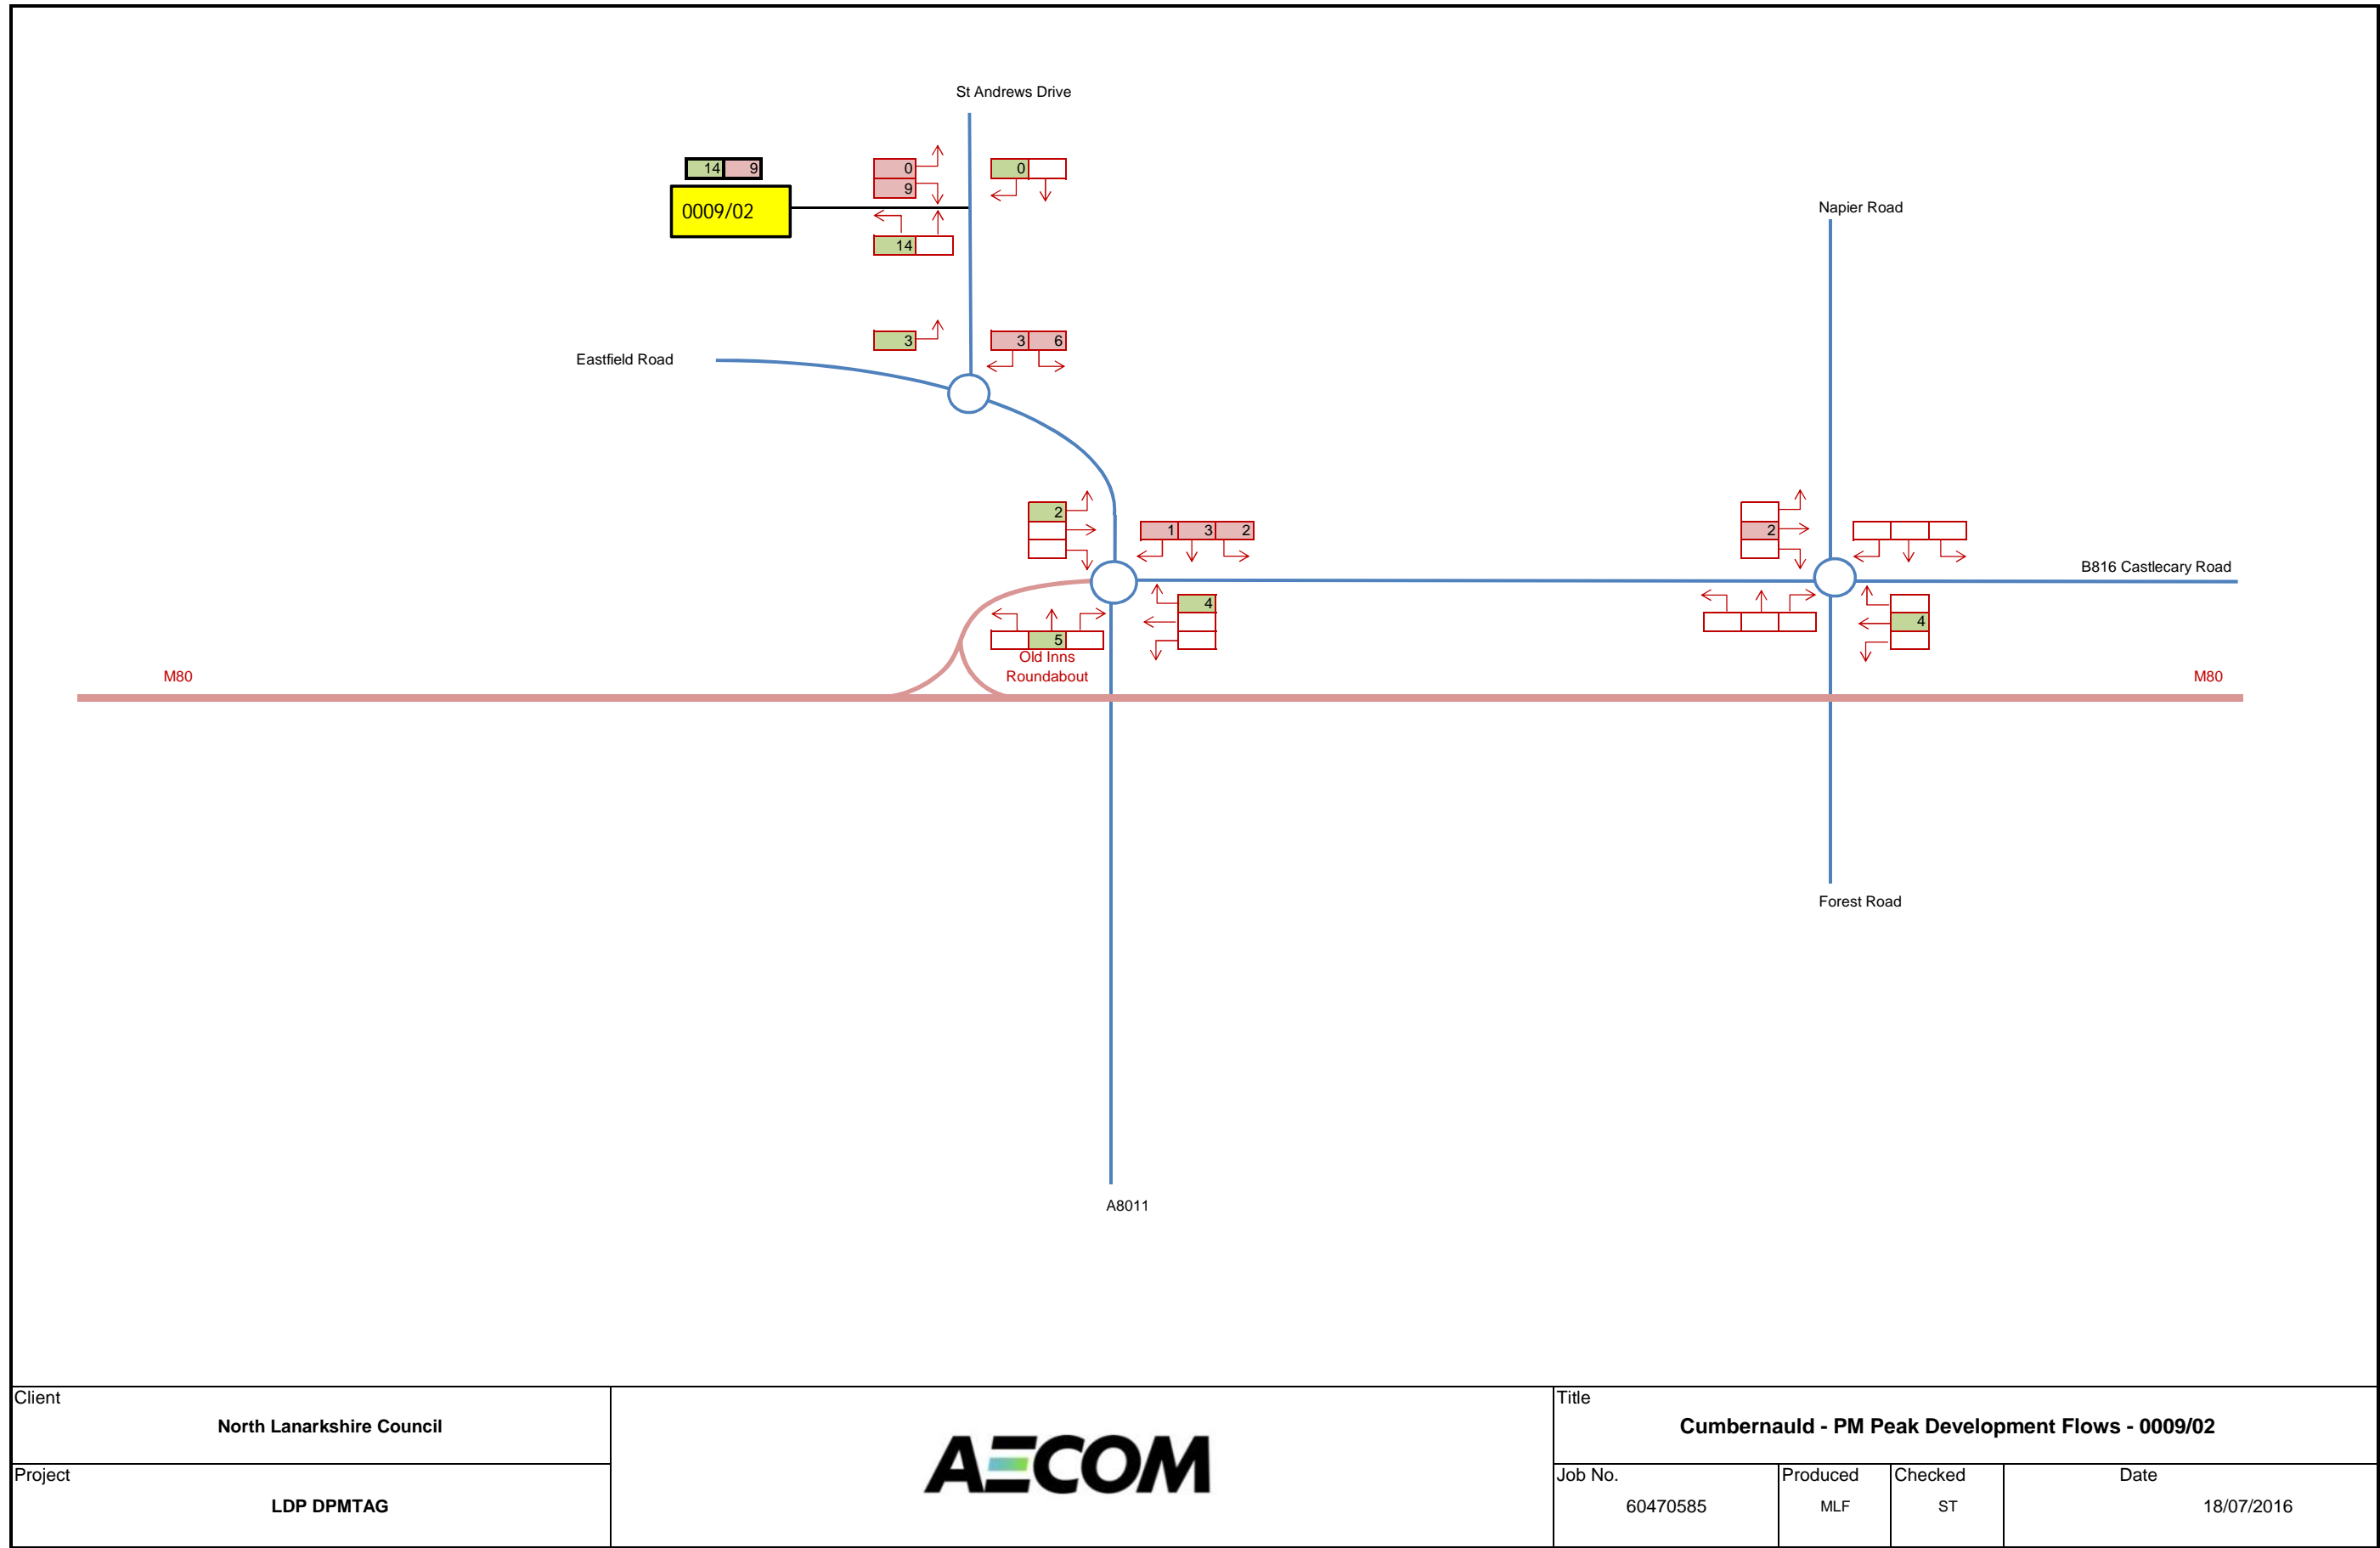 St Andrews Drive
14 9
0
9
0
0009/02
14
Napier Road
3
3 6
Eastfield Road
2
1 3 2
2
B816 Castlecary Road
4
4
5
Old Inns
Roundabout
M80
M80
Forest Road
A8011
Client
North Lanarkshire Council
Project
LDP DPMTAG
AECOM
Title
Cumbernauld - PM Peak Development Flows - 0009/02
Job No.
60470585
Produced
MLF
Checked
ST
Date
18/07/2016